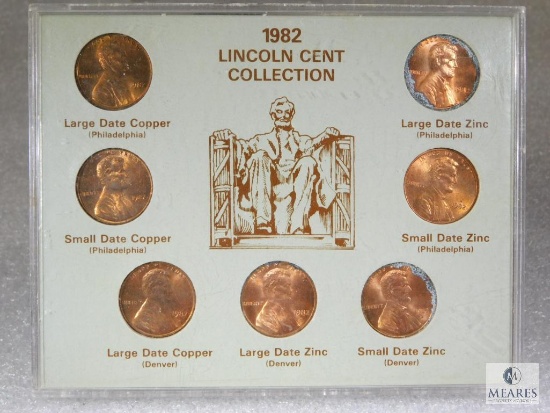 1982
LINCOLN CENT
COLLECTION
Large Date Copper
(Philadelphia)
Large Date Zinc
(Philadelphia)
Small Date Copper
(Philadelphia)
Small Date Zinc
(Philadelphia)
Large Date Copper
(Denver)
Large Date Zinc
(Denver)
Small Date Zinc
(Denver)
MEARES